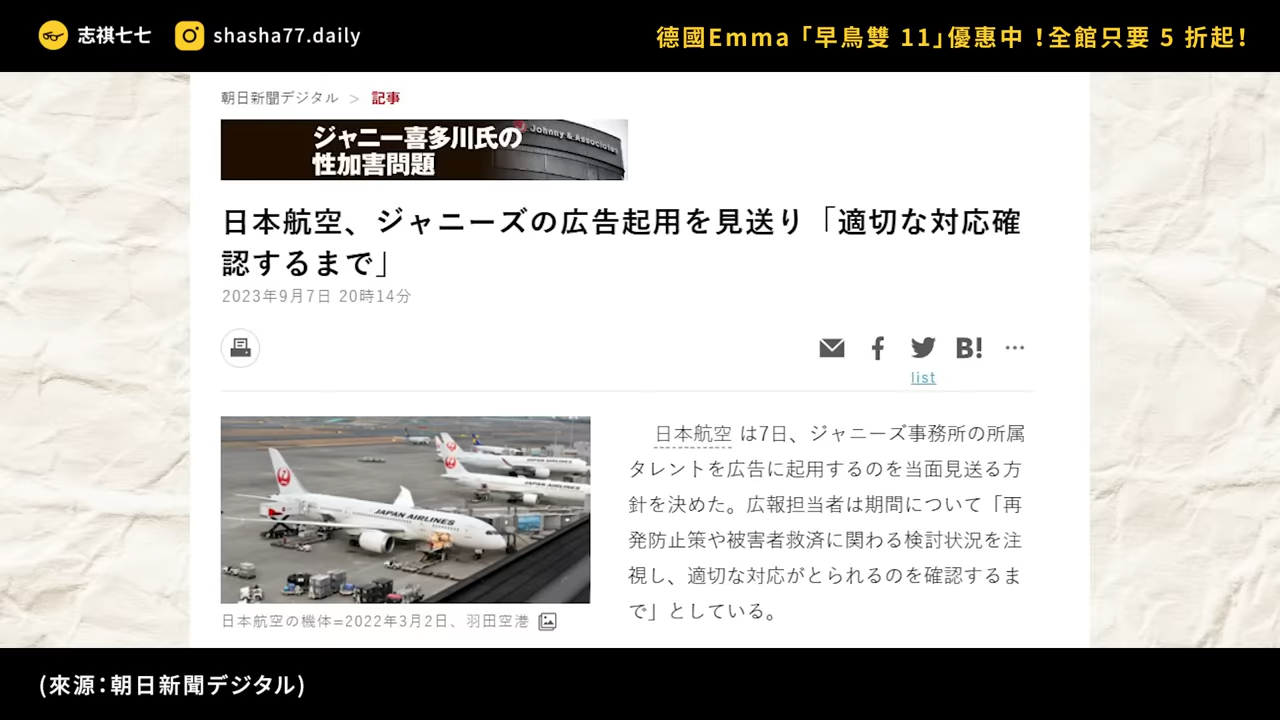 志祺七七
shasha77.daily
德國Emma「早鳥雙 11」優惠中！全館只要 5 折起！
朝日新聞デジタル > 記事
ジャニー喜多川氏の
性加害問題
Johnny & Associates
日本航空、ジャニーズの広告起用を見送り「適切な対応確
認するまで」
2023年9月7日 20時14分
B!
list
JAPAN AIRLINES
日本航空の機体=2022年3月2日、羽田空港
日本航空 は7日、ジャニーズ事務所の所属
タレントを広告に起用するのを当面見送る方
針を決めた。広報担当者は期間について「再
発防止策や被害者救済に関わる検討状況を注
視し、適切な対応がとられるのを確認するま
で」としている。
(來源:朝日新聞デジタル)